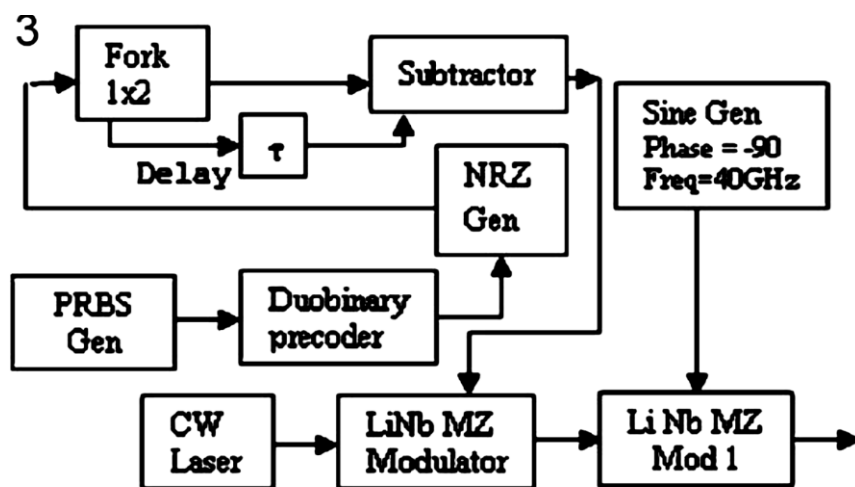 3
Fork
1x2
Subtractor
Sine Gen
Phase = -90
Freq=40GHz
τ
Delay
NRZ
Gen
PRBS
Gen
Duobinary
precoder
CW
Laser
LiNb MZ
Modulator
Li Nb MZ
Mod 1